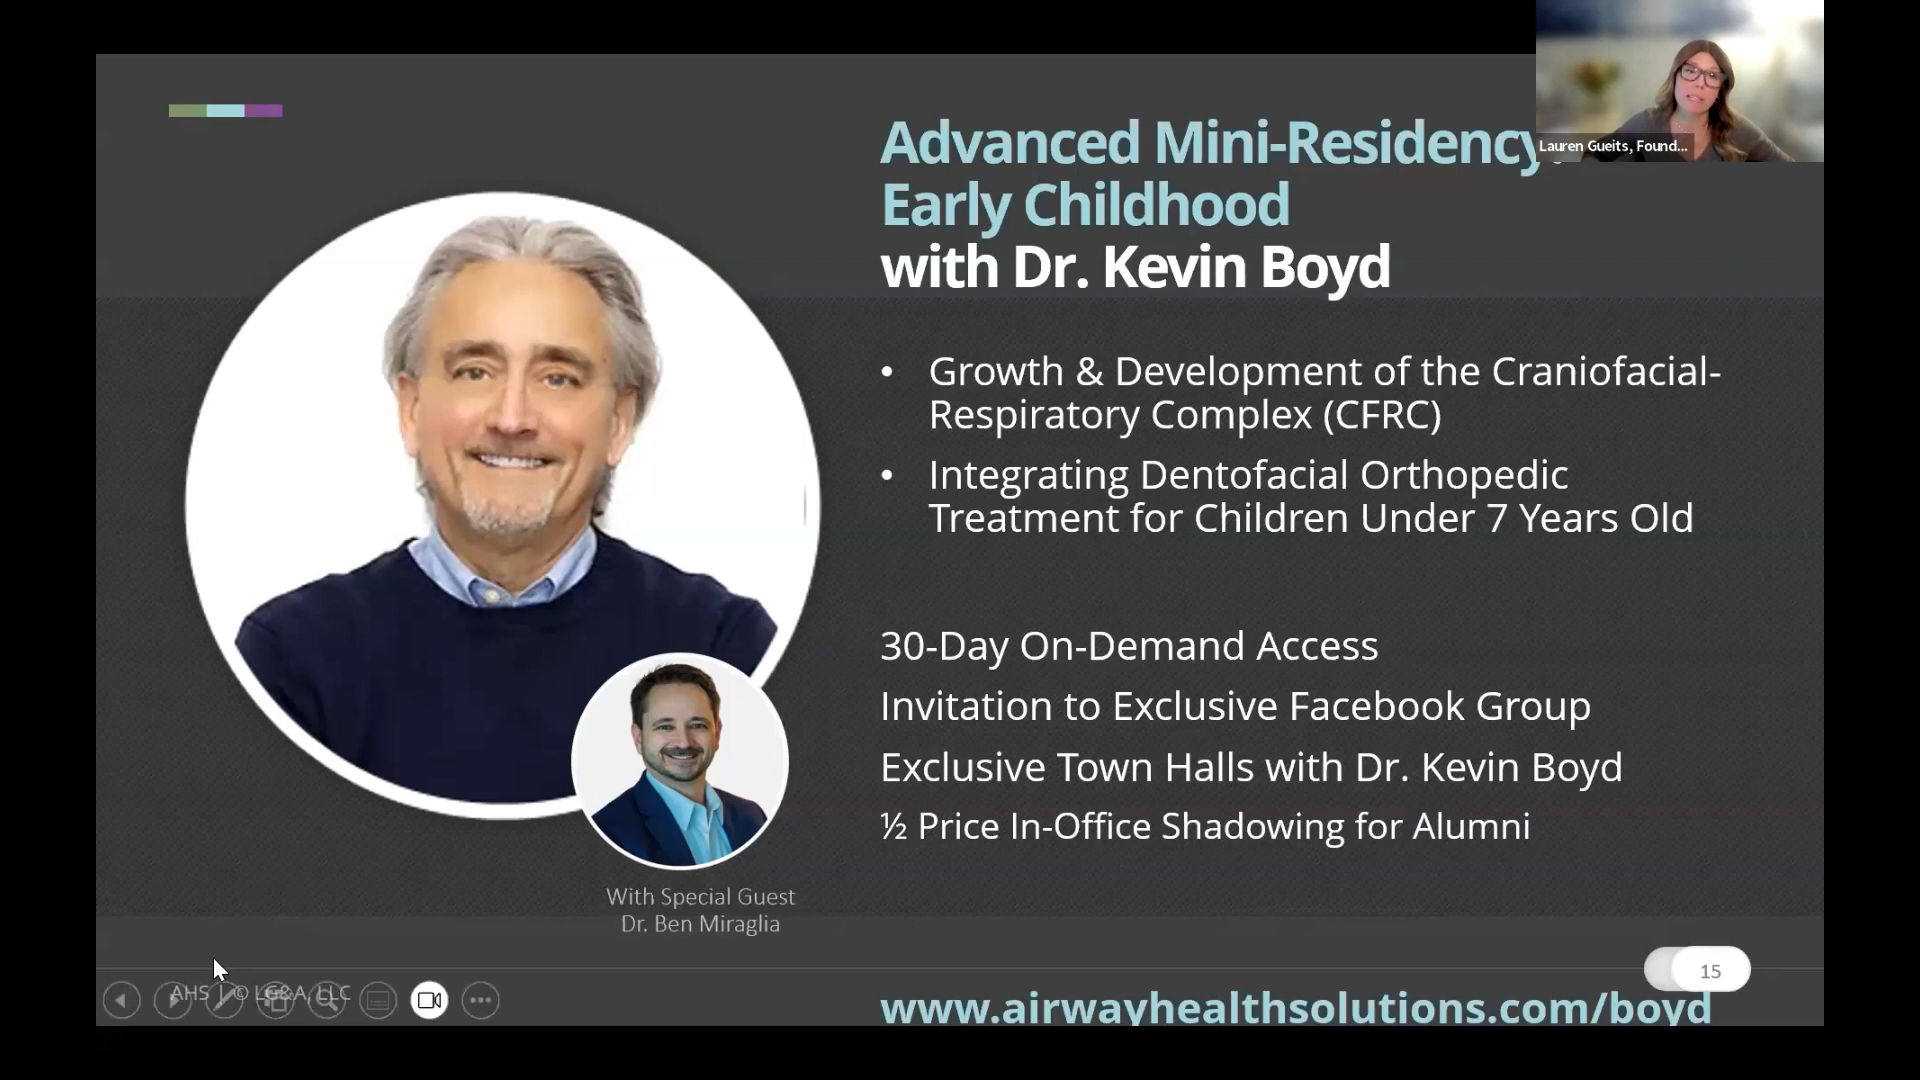 Advanced Mini-Residency:
Early Childhood
with Dr. Kevin Boyd
Lauren Gueits, Found...
• Growth & Development of the Craniofacial-
Respiratory Complex (CFRC)
• Integrating Dentofacial Orthopedic
Treatment for Children Under 7 Years Old
30-Day On-Demand Access
Invitation to Exclusive Facebook Group
Exclusive Town Halls with Dr. Kevin Boyd
½ Price In-Office Shadowing for Alumni
With Special Guest
Dr. Ben Miraglia
15
AHS | © LG&A, LLC
www.airwayhealthsolutions.com/boyd